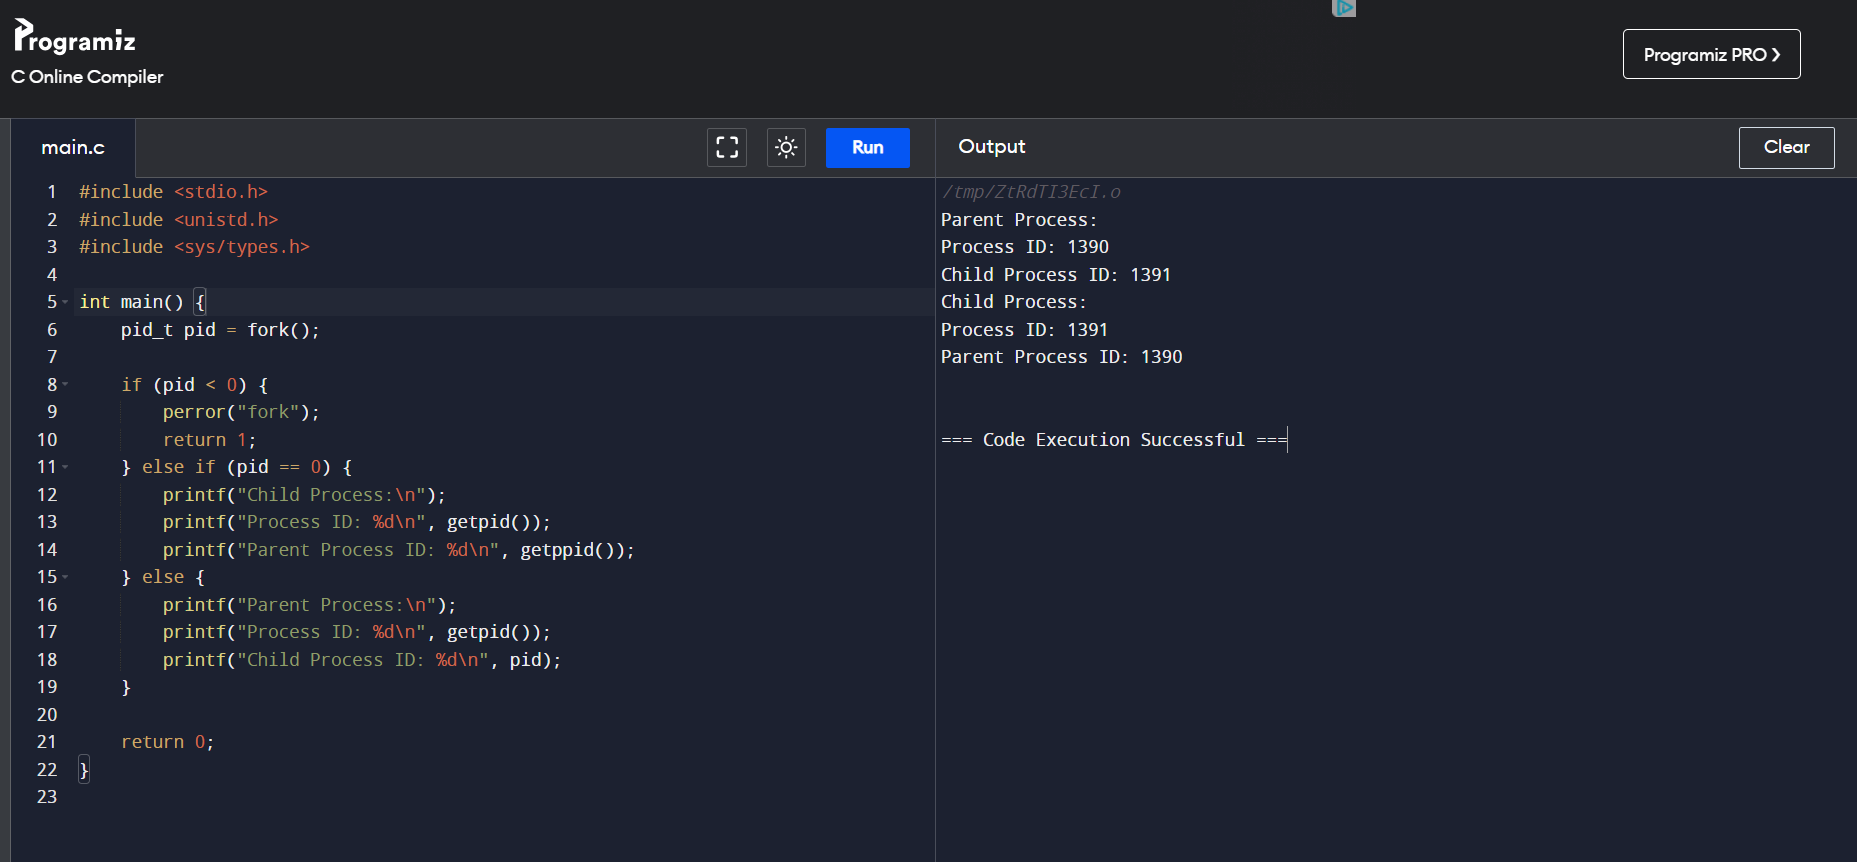 Programiz
C Online Compiler
Programiz PRO ❯
main.c
Run
1 #include <stdio.h>
2 #include <unistd.h>
3 #include <sys/types.h>
4
5 int main() {
6     pid_t pid = fork();
7
8     if (pid < 0) {
9         perror("fork");
10         return 1;
11     } else if (pid == 0) {
12         printf("Child Process:\n");
13         printf("Process ID: %d\n", getpid());
14         printf("Parent Process ID: %d\n", getppid());
15     } else {
16         printf("Parent Process:\n");
17         printf("Process ID: %d\n", getpid());
18         printf("Child Process ID: %d\n", pid);
19     }
20
21     return 0;
22 }
23
Output
Clear
/tmp/ZtRdTI3EcI.o
Parent Process:
Process ID: 1390
Child Process ID: 1391
Child Process:
Process ID: 1391
Parent Process ID: 1390
=== Code Execution Successful ===